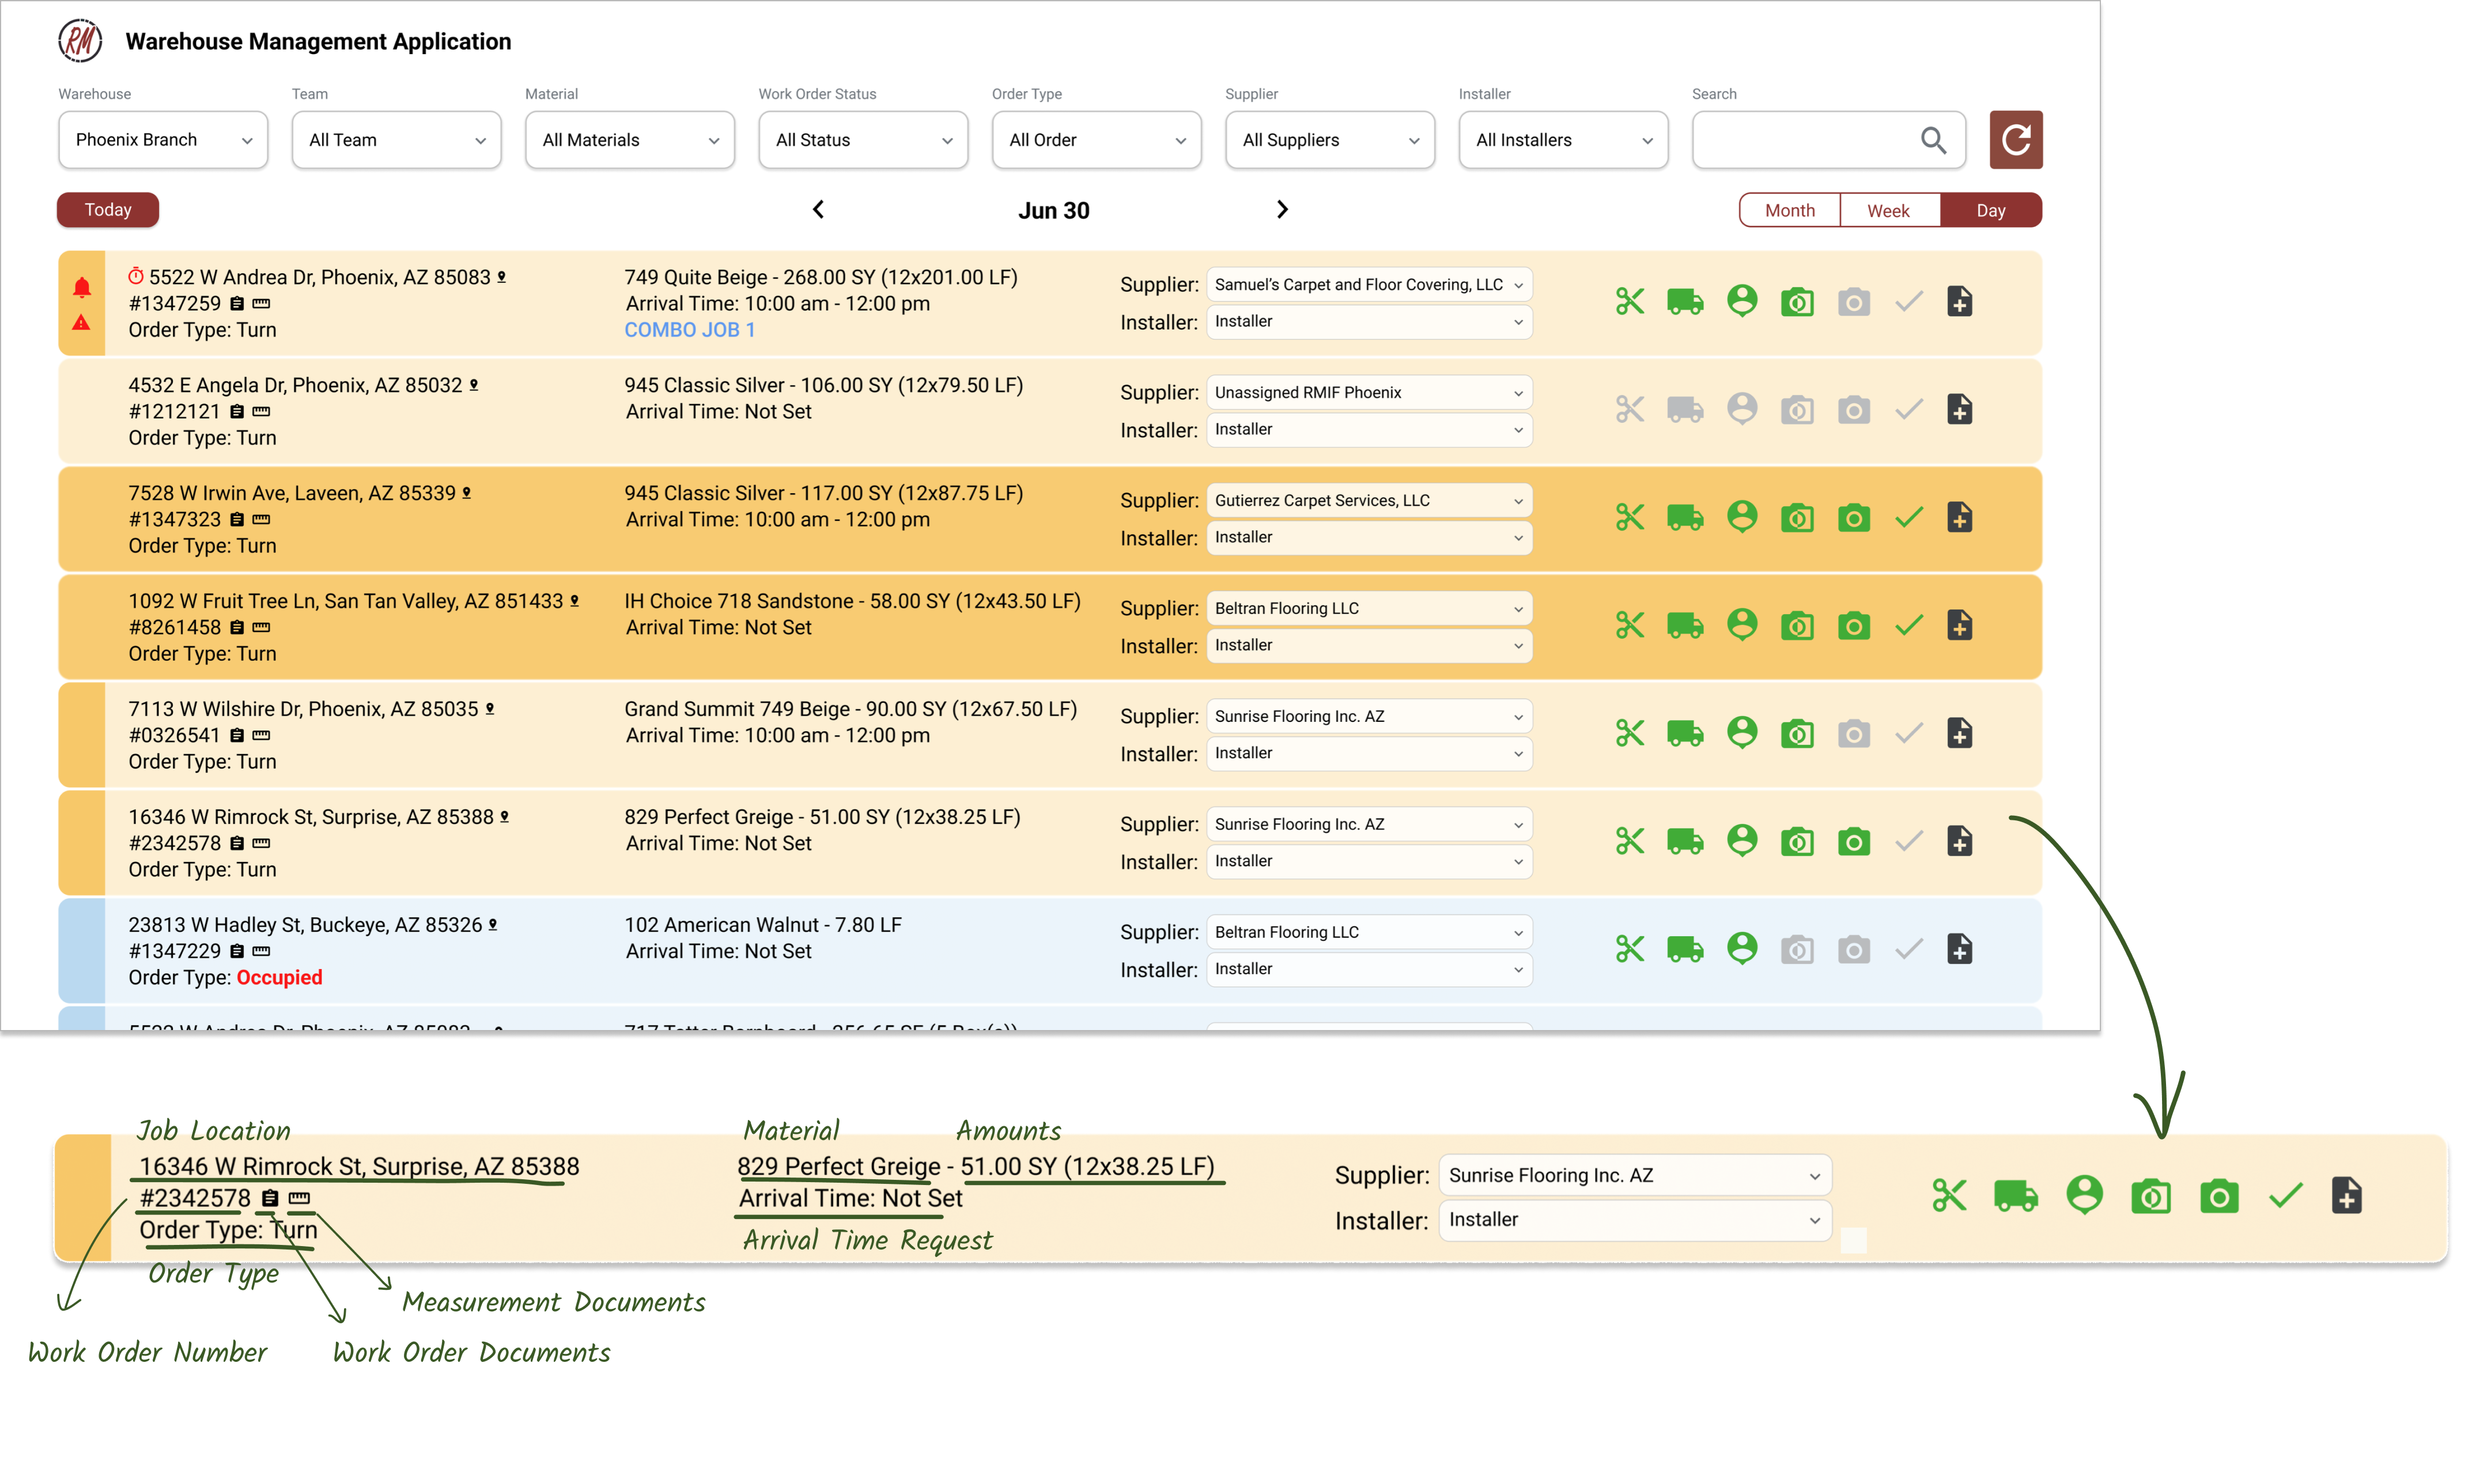 RM
Warehouse Management Application
Warehouse
Team
Material
Work Order Status
Order Type
Supplier
Installer
Search
Phoenix Branch
All Team
All Materials
All Status
All Order
All Suppliers
All Installers
Today
Jun 30
Month
Week
Day
5522 W Andrea Dr, Phoenix, AZ 85083
#1347259
Order Type: Turn
749 Quite Beige - 268.00 SY (12x201.00 LF)
Arrival Time: 10:00 am - 12:00 pm
COMBO JOB 1
Supplier: Samuel's Carpet and Floor Covering, LLC
Installer: Installer
4532 E Angela Dr, Phoenix, AZ 85032
#1212121
Order Type: Turn
945 Classic Silver - 106.00 SY (12x79.50 LF)
Arrival Time: Not Set
Supplier: Unassigned RMIF Phoenix
Installer: Installer
7528 W Irwin Ave, Laveen, AZ 85339
#1347323
Order Type: Turn
945 Classic Silver - 117.00 SY (12x87.75 LF)
Arrival Time: 10:00 am - 12:00 pm
Supplier: Gutierrez Carpet Services, LLC
Installer: Installer
1092 W Fruit Tree Ln, San Tan Valley, AZ 851433
#8261458
Order Type: Turn
IH Choice 718 Sandstone - 58.00 SY (12x43.50 LF)
Arrival Time: Not Set
Supplier: Beltran Flooring LLC
Installer: Installer
7113 W Wilshire Dr, Phoenix, AZ 85035
#0326541
Order Type: Turn
Grand Summit 749 Beige - 90.00 SY (12x67.50 LF)
Arrival Time: 10:00 am - 12:00 pm
Supplier: Sunrise Flooring Inc. AZ
Installer: Installer
16346 W Rimrock St, Surprise, AZ 85388
#2342578
Order Type: Turn
829 Perfect Greige - 51.00 SY (12x38.25 LF)
Arrival Time: Not Set
Supplier: Sunrise Flooring Inc. AZ
Installer: Installer
23813 W Hadley St, Buckeye, AZ 85326
#1347229
Order Type: Occupied
102 American Walnut - 7.80 LF
Arrival Time: Not Set
Supplier: Beltran Flooring LLC
Installer: Installer
Job Location
16346 W Rimrock St, Surprise, AZ 85388
#2342578
Order Type: Turn
Order Type
Work Order Number
Work Order Documents
Measurement Documents
Material
Amounts
829 Perfect Greige - 51.00 SY (12x38.25 LF)
Arrival Time: Not Set
Arrival Time Request
Supplier: Sunrise Flooring Inc. AZ
Installer: Installer